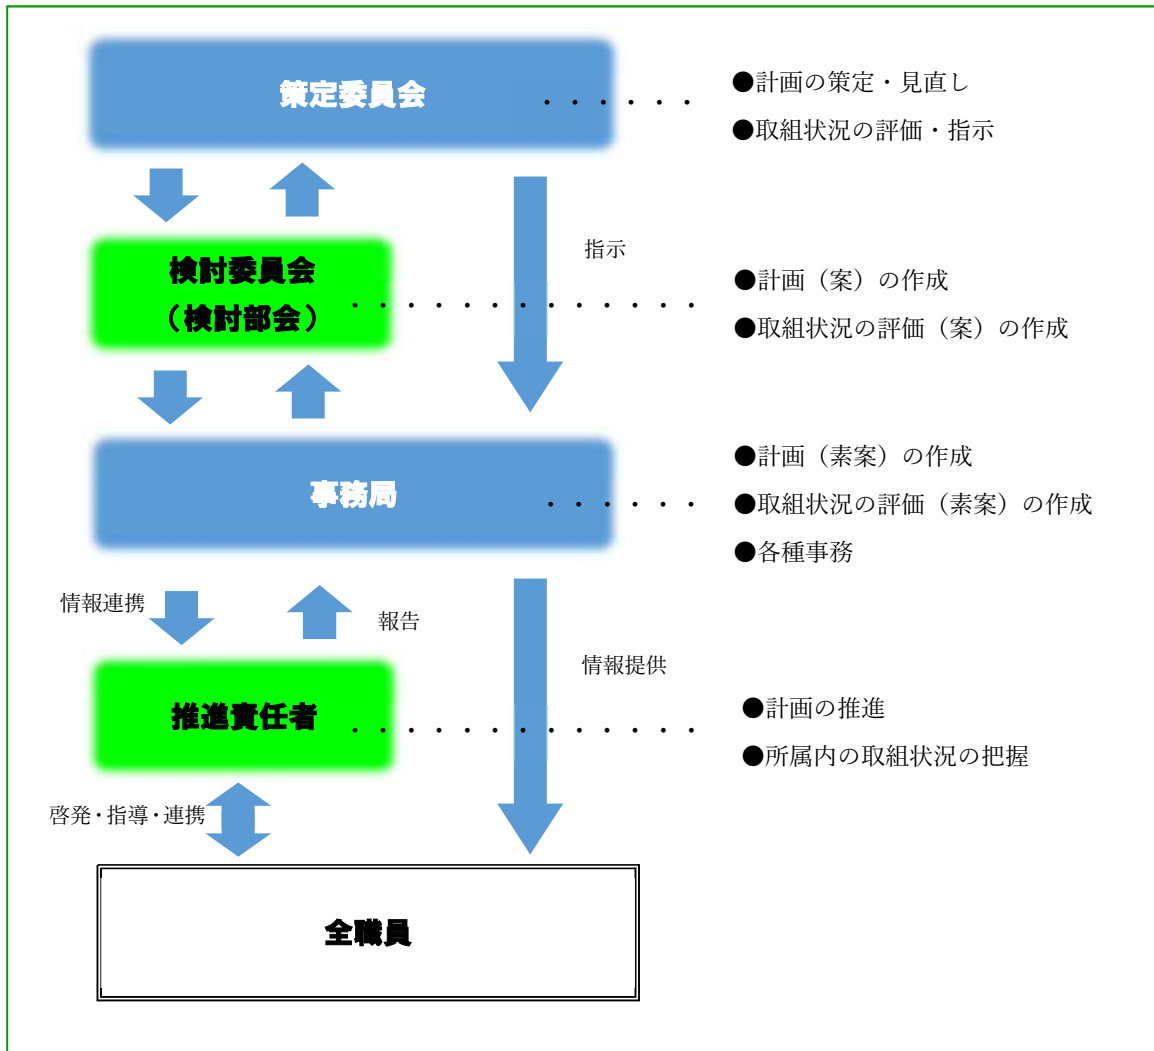 策定委員会
●計画の策定・見直し
●取組状況の評価・指示
指示
検討委員会
（検討部会）
●計画（案）の作成
●取組状況の評価（案）の作成
事務局
●計画（素案）の作成
●取組状況の評価（素案）の作成
●各種事務
情報連携
報告
情報提供
推進責任者
●計画の推進
●所属内の取組状況の把握
啓発・指導・連携
全職員